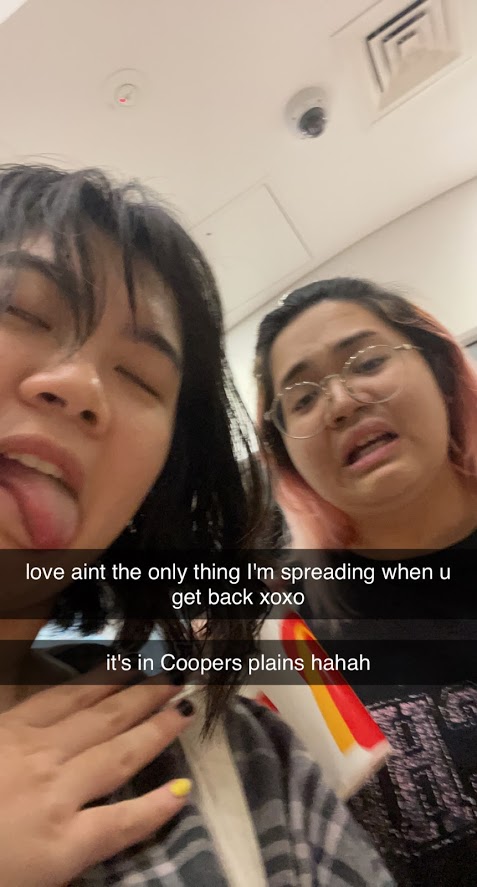 love aint the only thing I'm spreading when u
get back xoxo
it's in Coopers plains hahah